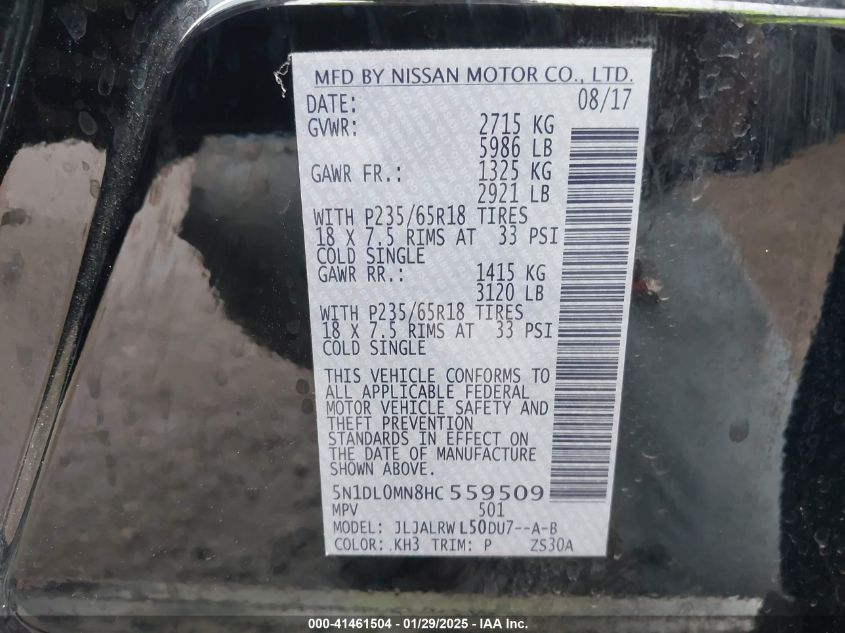 MFD BY NISSAN MOTOR CO., LTD.
DATE: 08/17
GVWR: 2715 KG
5986 LB
GAWR FR.: 1325 KG
2921 LB
WITH P235/65R18 TIRES
18 X 7.5 RIMS AT 33 PSI
COLD SINGLE
GAWR RR.: 1415 KG
3120 LB
WITH P235/65R18 TIRES
18 X 7.5 RIMS AT 33 PSI
COLD SINGLE
THIS VEHICLE CONFORMS TO
ALL APPLICABLE FEDERAL
MOTOR VEHICLE SAFETY AND
THEFT PREVENTION
STANDARDS IN EFFECT ON
THE DATE OF MANUFACTURE
SHOWN ABOVE.
5N1DL0MN8HC 559509
MPV 501
MODEL: JLJALRW L50DU7--A-B
COLOR: KH3 TRIM: P ZS30A
000-41461504 - 01/29/2025 - IAA Inc.